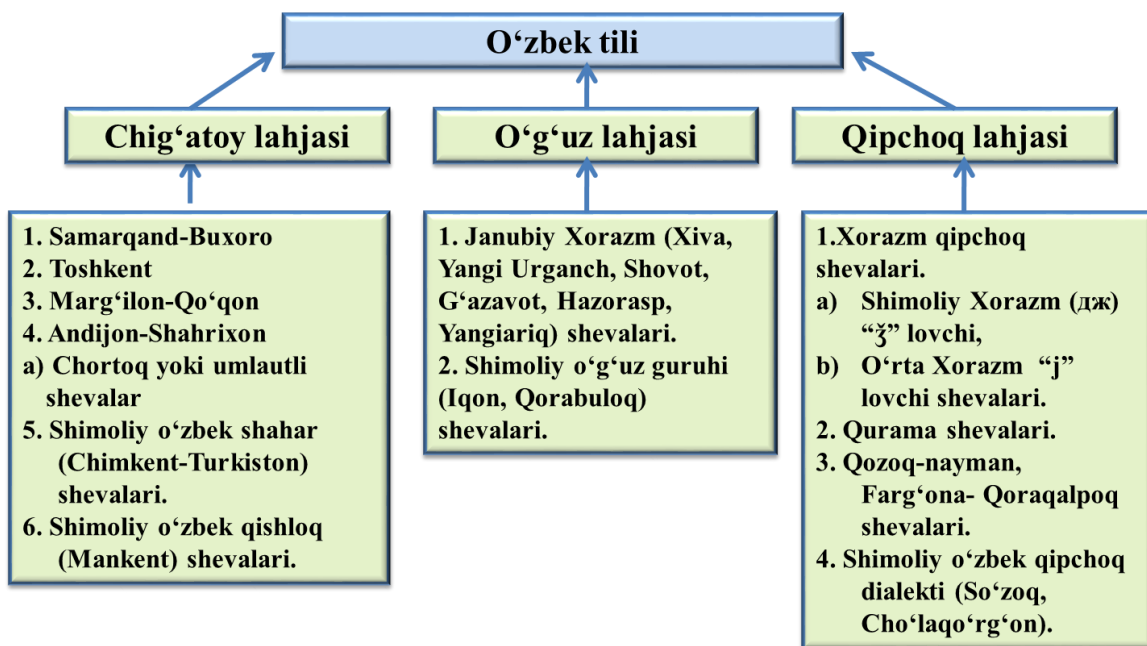 O‘zbek tili
Chig‘atoy lahjasi
O‘g‘uz lahjasi
Qipchoq lahjasi
1. Samarqand-Buxoro
2. Toshkent
3. Marg‘ilon-Qo‘qon
4. Andijon-Shahrixon
a) Chortoq yoki umlautli
shevalar
5. Shimoliy o‘zbek shahar
(Chimkent-Turkiston)
shevalari.
6. Shimoliy o‘zbek qishloq
(Mankent) shevalari.
1. Janubiy Xorazm (Xiva,
Yangi Urganch, Shovot,
G‘azavot, Hazorasp,
Yangiariq) shevalari.
2. Shimoliy o‘g‘uz guruhi
(Iqon, Qorabuloq)
shevalari.
1.Xorazm qipchoq
shevalari.
a) Shimoliy Xorazm (дж)
“ǯ” lovchi,
b) O‘rta Xorazm “j”
lovchi shevalari.
2. Qurama shevalari.
3. Qozoq-nayman,
Farg‘ona- Qoraqalpoq
shevalari.
4. Shimoliy o‘zbek qipchoq
dialekti (So‘zoq,
Cho‘laqo‘rg‘on).